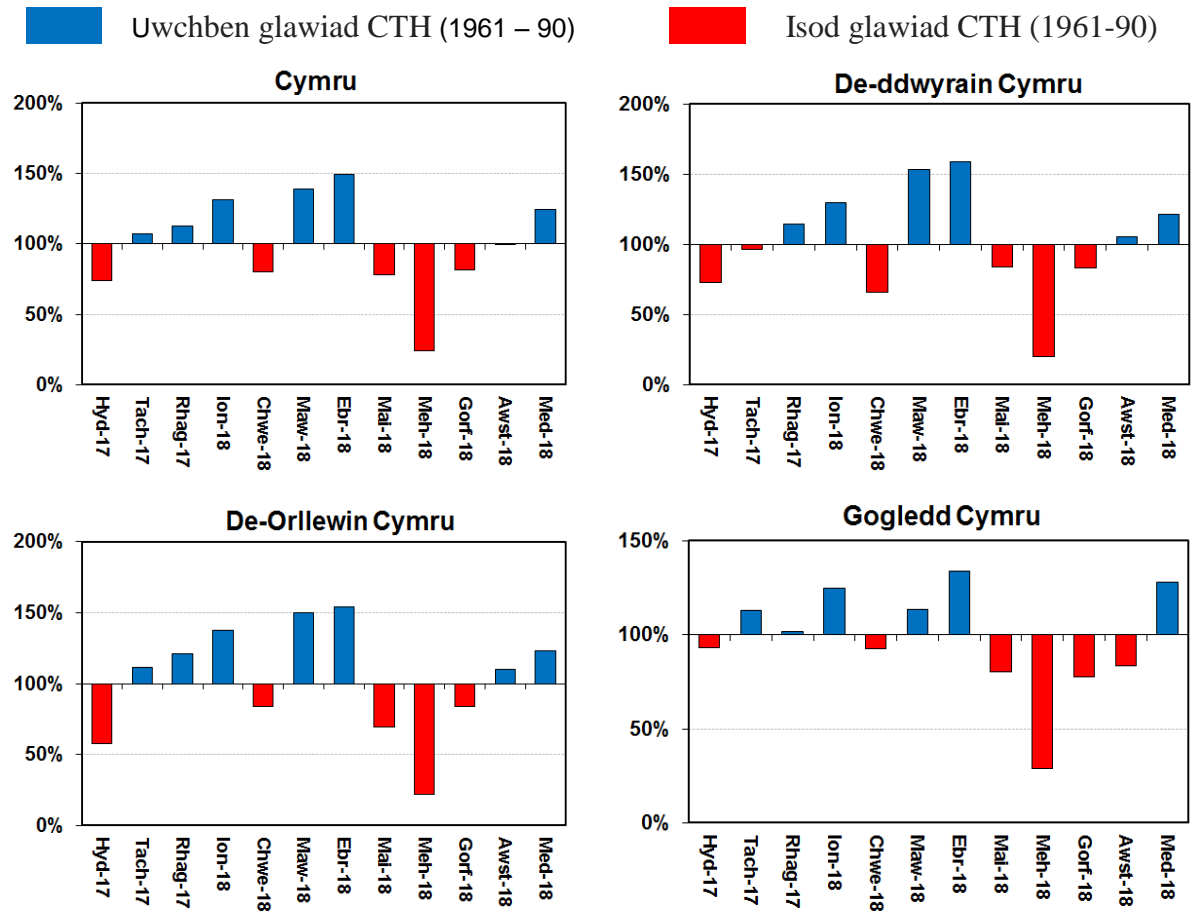 Uwchben glawiad CTH (1961 – 90)
Isod glawiad CTH (1961-90)
Cymru
200%
150%
100%
50%
0%
Hyd-17
Tach-17
Rhag-17
Ion-18
Chwe-18
Maw-18
Ebr-18
Mai-18
Meh-18
Gorf-18
Awst-18
Med-18
De-ddwyrain Cymru
200%
150%
100%
50%
0%
Hyd-17
Tach-17
Rhag-17
Ion-18
Chwe-18
Maw-18
Ebr-18
Mai-18
Meh-18
Gorf-18
Awst-18
Med-18
De-Orllewin Cymru
200%
150%
100%
50%
0%
Hyd-17
Tach-17
Rhag-17
Ion-18
Chwe-18
Maw-18
Ebr-18
Mai-18
Meh-18
Gorf-18
Awst-18
Med-18
Gogledd Cymru
150%
100%
50%
0%
Hyd-17
Tach-17
Rhag-17
Ion-18
Chwe-18
Maw-18
Ebr-18
Mai-18
Meh-18
Gorf-18
Awst-18
Med-18